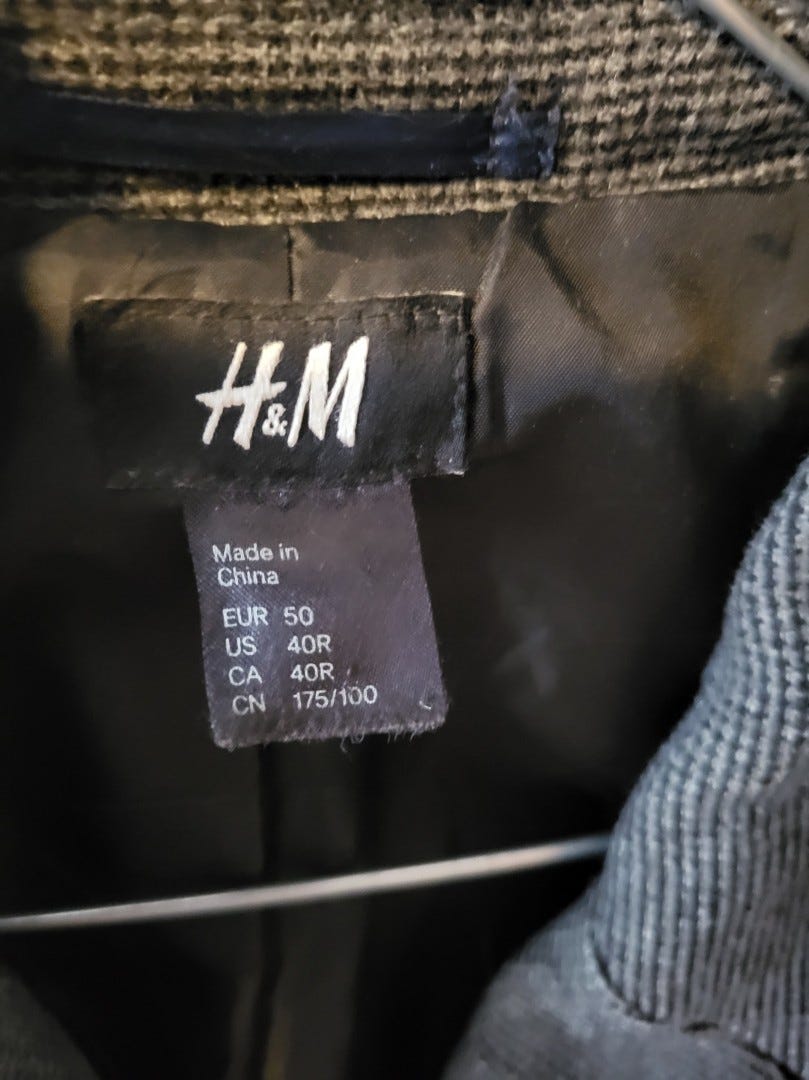 H&M
Made in
China
EUR 50
US 40R
CA 40R
CN 175/100